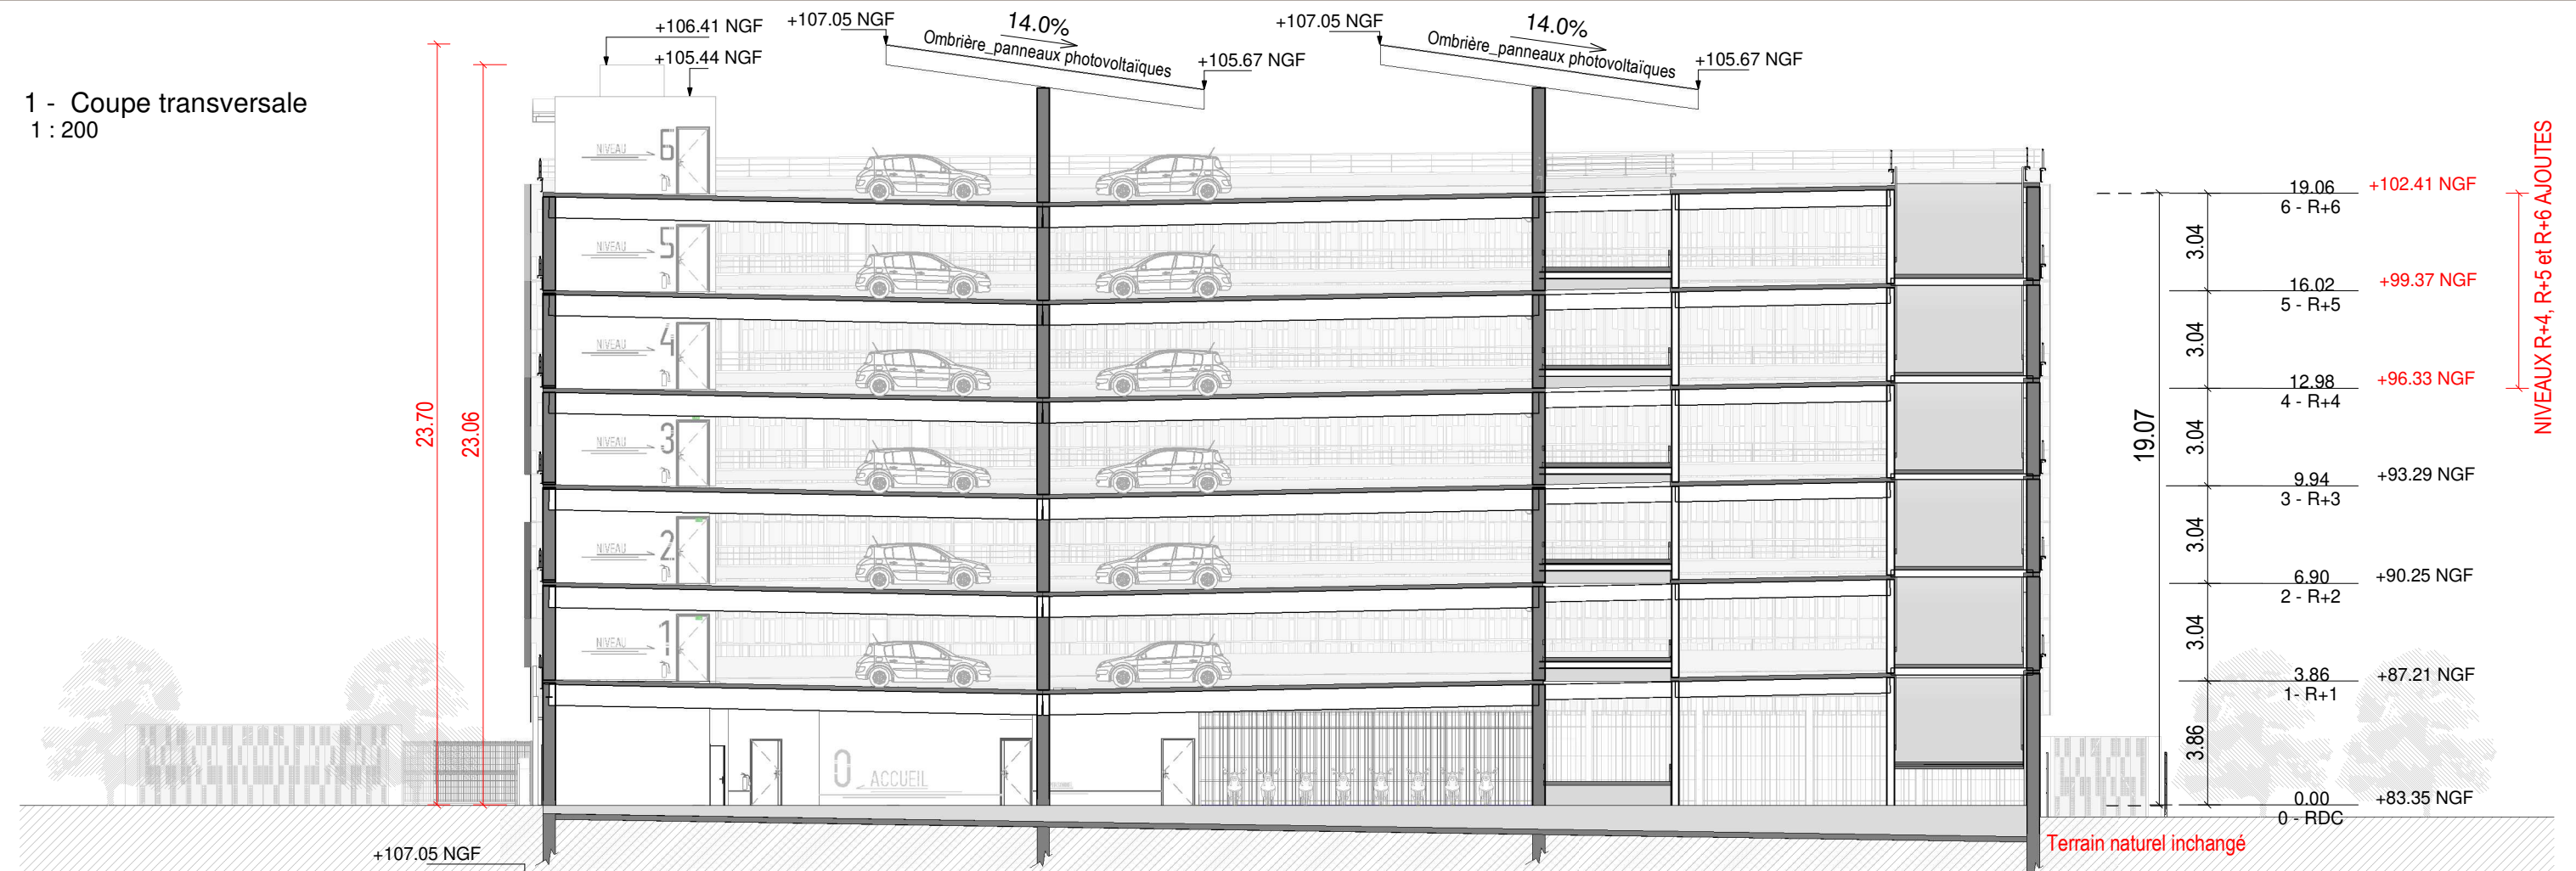 1 - Coupe transversale
1 : 200
+106.41 NGF
+105.44 NGF
+107.05 NGF
14.0%
Ombrière_panneaux photovoltaïques
+105.67 NGF
+107.05 NGF
14.0%
Ombrière_panneaux photovoltaïques
+105.67 NGF
23.70
23.06
NIVEAU 6
NIVEAU 5
NIVEAU 4
NIVEAU 3
NIVEAU 2
NIVEAU 1
0 ACCUEIL
19.07
3.04
3.04
3.04
3.04
3.04
3.86
19.06 +102.41 NGF
6 - R+6
16.02 +99.37 NGF
5 - R+5
12.98 +96.33 NGF
4 - R+4
9.94 +93.29 NGF
3 - R+3
6.90 +90.25 NGF
2 - R+2
3.86 +87.21 NGF
1- R+1
0.00 +83.35 NGF
0 - RDC
NIVEAUX R+4, R+5 et R+6 AJOUTES
Terrain naturel inchangé
+107.05 NGF